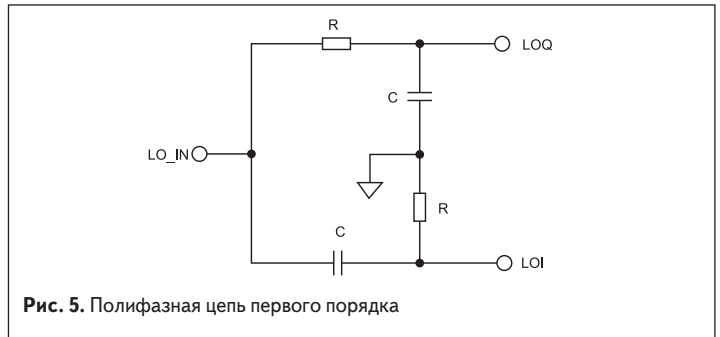 R
LOQ
C
LO_IN
R
C
LOI
Рис. 5. Полифазная цепь первого порядка